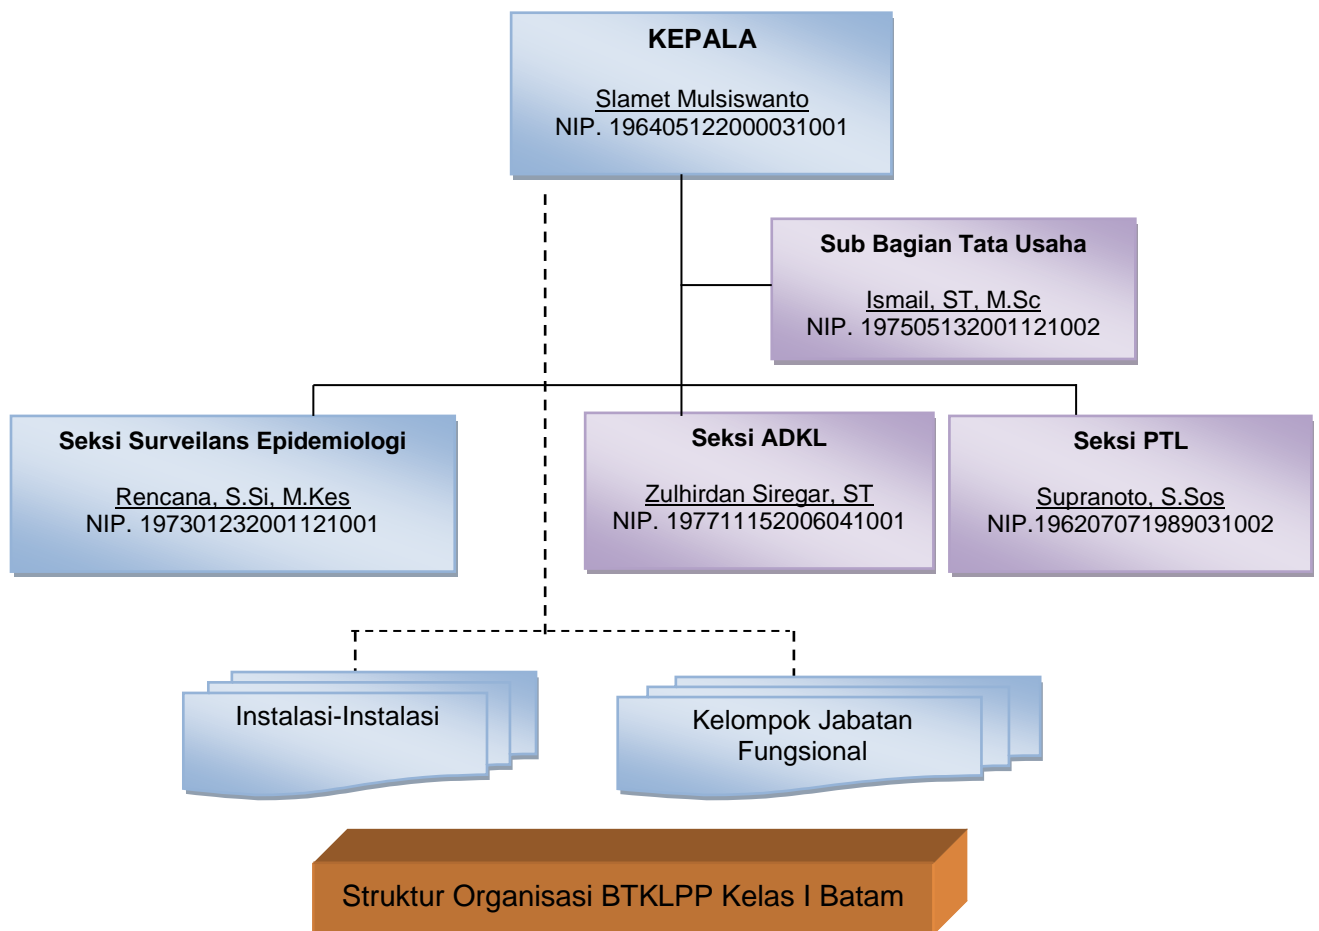 KEPALA
Slamet Mulsiswanto
NIP. 196405122000031001
Sub Bagian Tata Usaha
Ismail, ST, M.Sc
NIP. 197505132001121002
Seksi Surveilans Epidemiologi
Rencana, S.Si, M.Kes
NIP. 197301232001121001
Seksi ADKL
Zulhirdan Siregar, ST
NIP. 197711152006041001
Seksi PTL
Supranoto, S.Sos
NIP.196207071989031002
Instalasi-Instalasi
Kelompok Jabatan
Fungsional
Struktur Organisasi BTKLPP Kelas I Batam